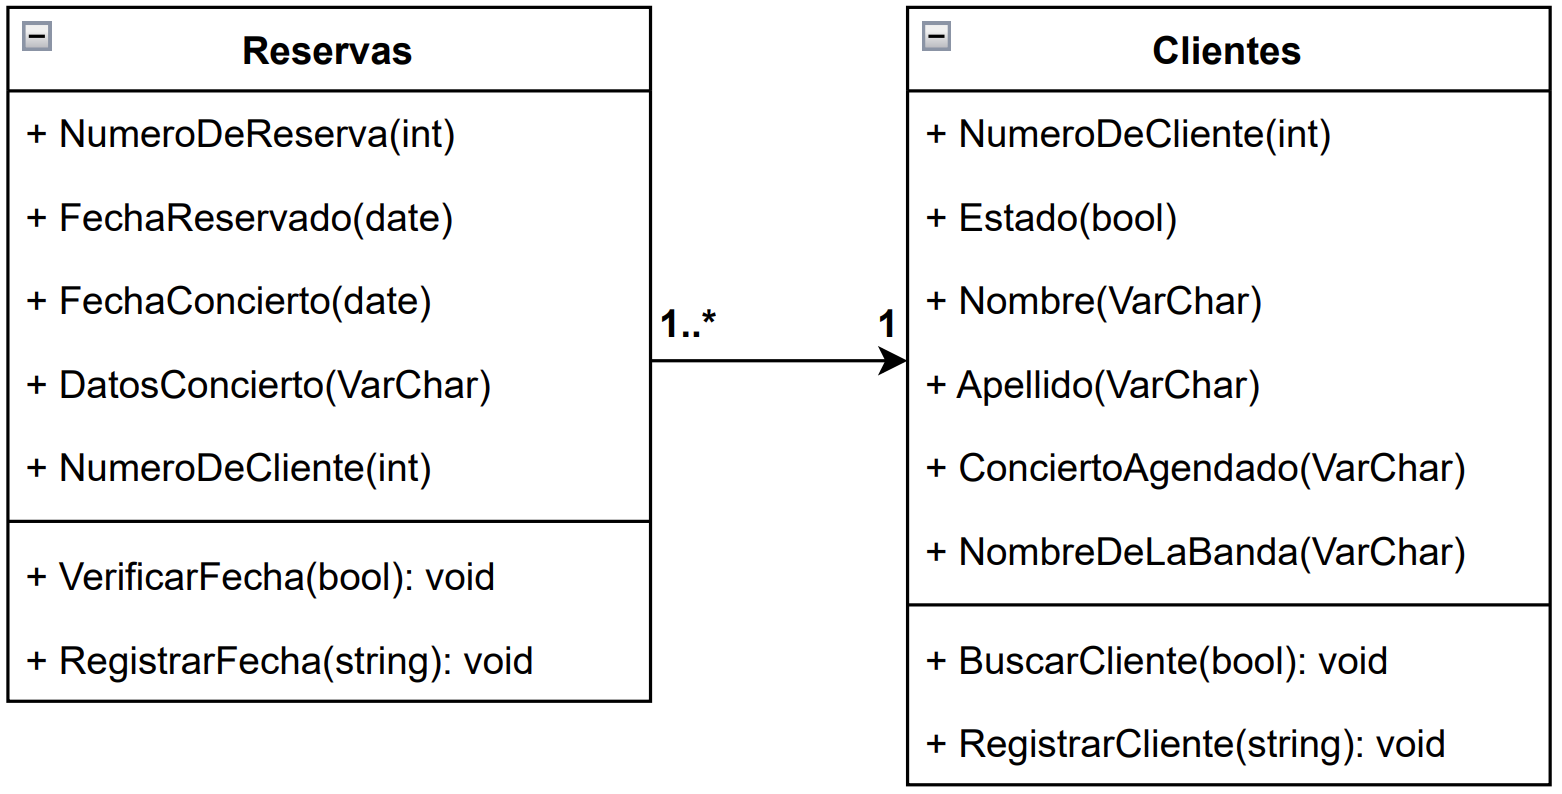 Reservas
+ NumeroDeReserva(int)
+ FechaReservado(date)
+ FechaConcierto(date)
+ DatosConcierto(VarChar)
+ NumeroDeCliente(int)
+ VerificarFecha(bool): void
+ RegistrarFecha(string): void
1..*
1
Clientes
+ NumeroDeCliente(int)
+ Estado(bool)
+ Nombre(VarChar)
+ Apellido(VarChar)
+ ConciertoAgendado(VarChar)
+ NombreDeLaBanda(VarChar)
+ BuscarCliente(bool): void
+ RegistrarCliente(string): void